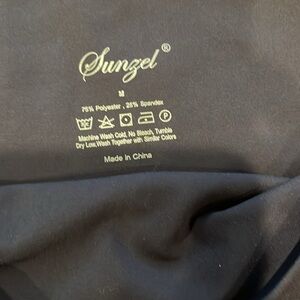 Sunzel®
M
75% Polyester , 25% Spandex
Machine Wash Cold, No Bleach, Tumble
Dry Low, Wash Together with Similar Colors
Made in China